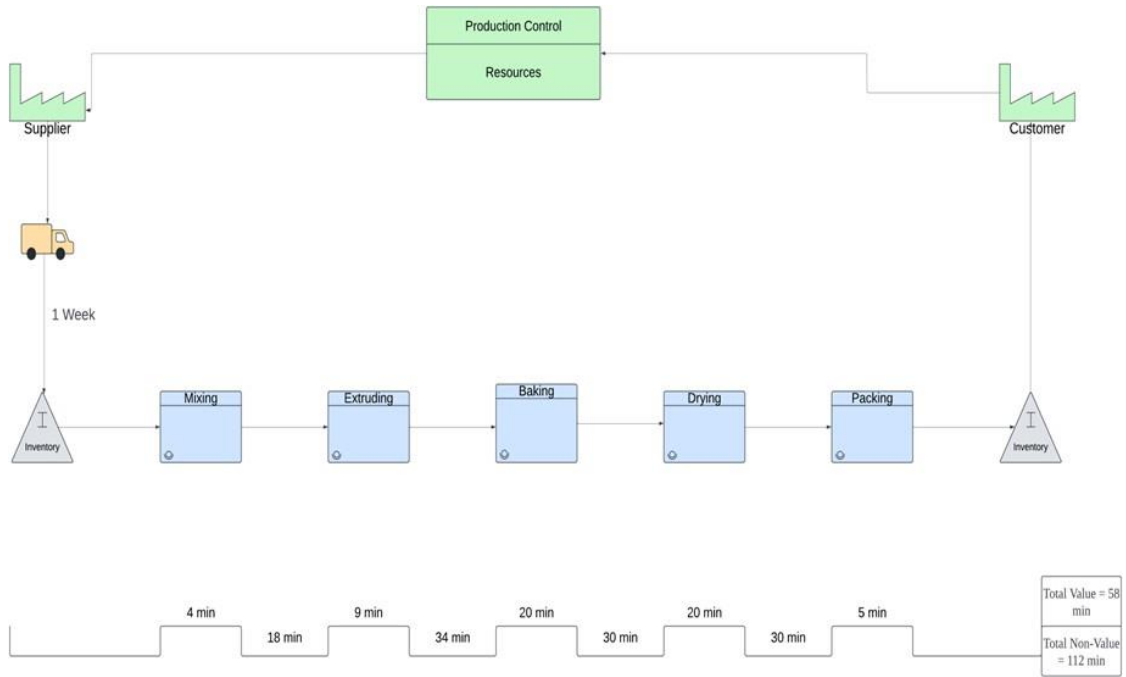 Production Control
Resources
Supplier
Customer
1 Week
I
Inventory
Mixing
Extruding
Baking
Drying
Packing
I
Inventory
4 min
18 min
9 min
34 min
20 min
30 min
20 min
30 min
5 min
Total Value = 58
min
Total Non-Value
= 112 min